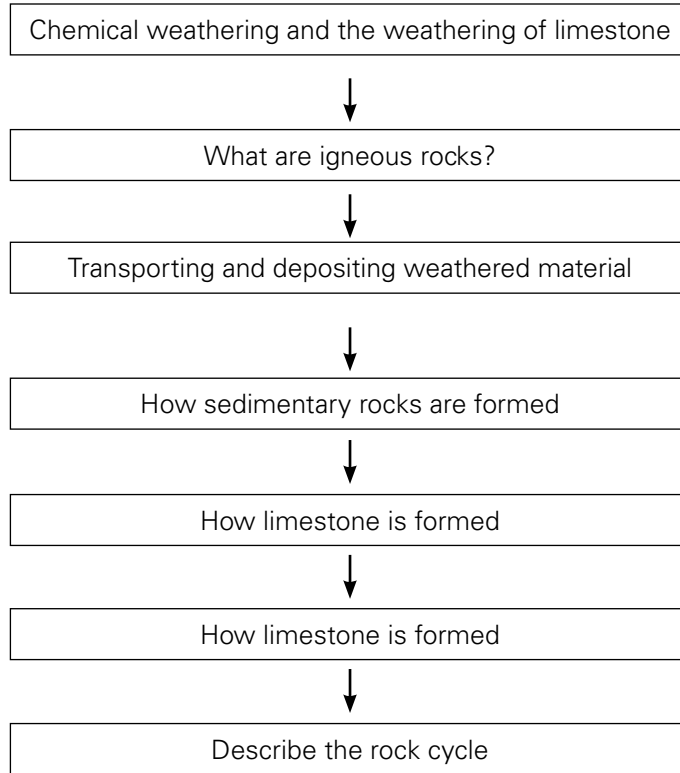 Chemical weathering and the weathering of limestone
What are igneous rocks?
Transporting and depositing weathered material
How sedimentary rocks are formed
How limestone is formed
How limestone is formed
Describe the rock cycle